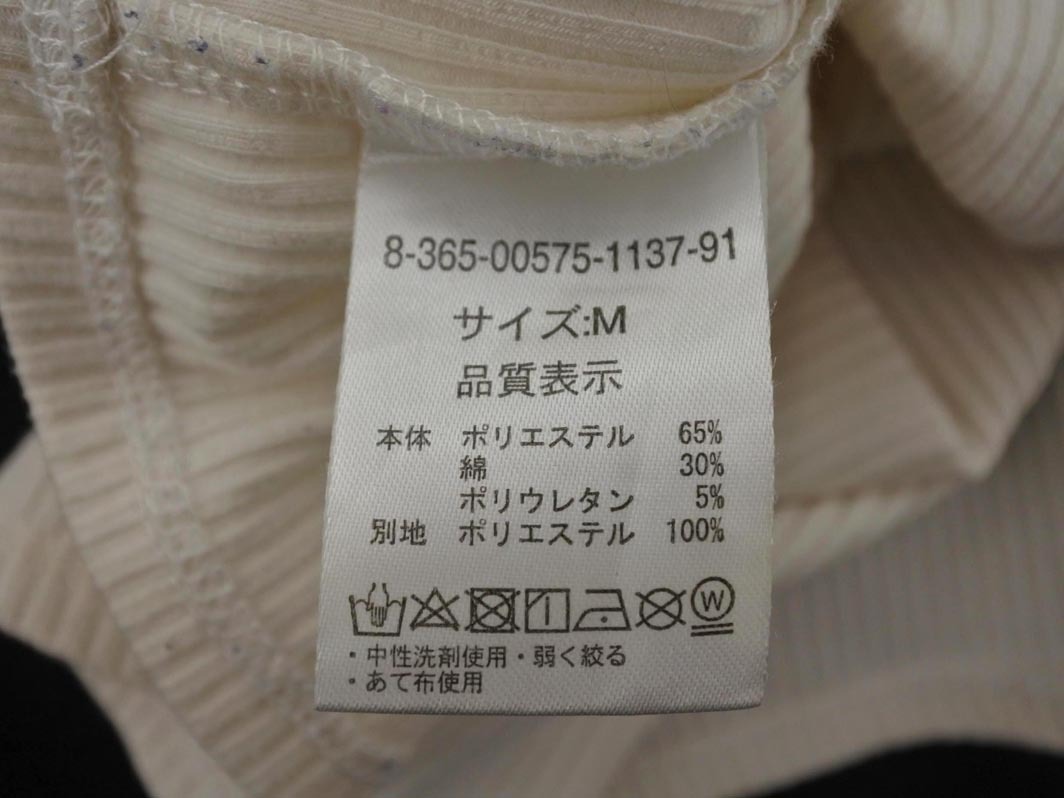 8-365-00575-1137-91
サイズ:M
品質表示
本体 ポリエステル 65%
綿 30%
ポリウレタン 5%
別地 ポリエステル 100%
W
・中性洗剤使用・弱く絞る
・あて布使用